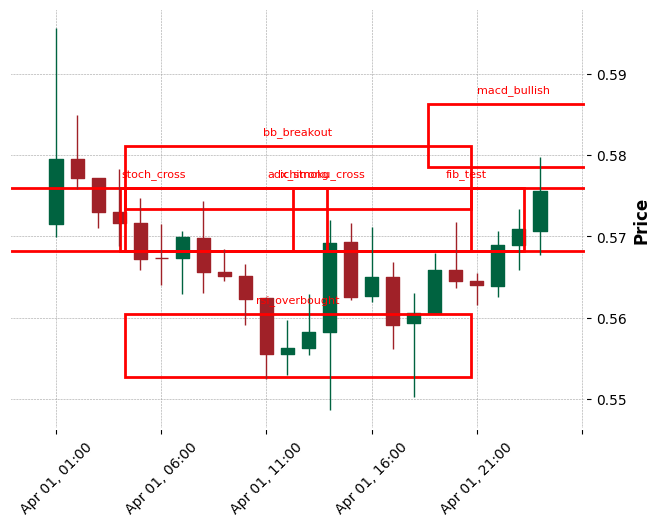 0.59
macd_bullish
bb_breakout
0.58
stoch_cross
fib_test
0.57
Price
0.56
0.55
Apr 01, 01:00
Apr 01, 06:00
Apr 01, 11:00
Apr 01, 16:00
Apr 01, 21:00